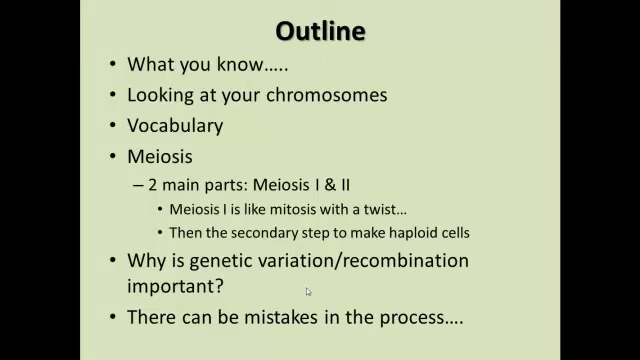 Outline
• What you know…..
• Looking at your chromosomes
• Vocabulary
• Meiosis
– 2 main parts: Meiosis I & II
• Meiosis I is like mitosis with a twist…
• Then the secondary step to make haploid cells
• Why is genetic variation/recombination
important?
• There can be mistakes in the process….